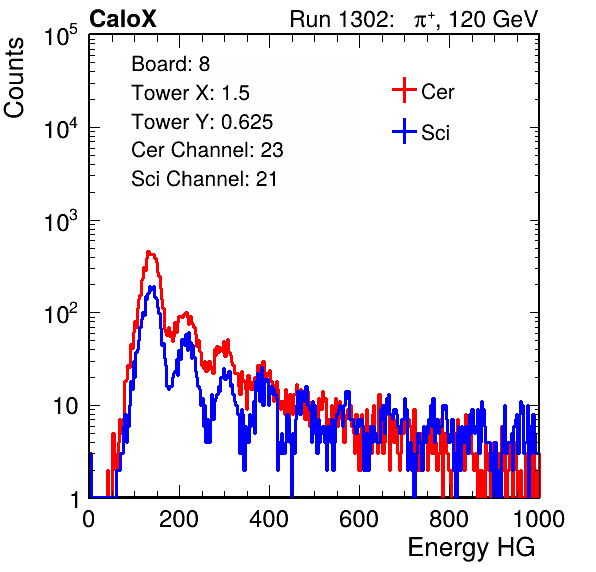 CaloX Run 1302: π⁺, 120 GeV
Counts
10⁵
10⁴
10³
10²
10
1
Board: 8
Tower X: 1.5
Tower Y: 0.625
Cer Channel: 23
Sci Channel: 21
Cer
Sci
0 200 400 600 800 1000
Energy HG